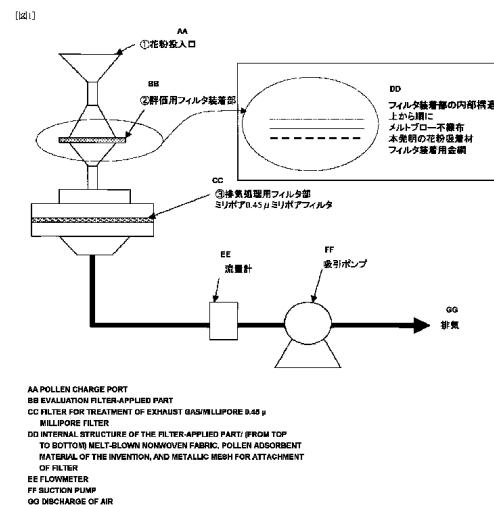 [図1]
AA
①花粉投入口
BB
②評価用フィルタ装着部
DD
フィルタ装着部の内部構造
上から順に
メルトブロー不織布
本発明の花粉吸着材
フィルタ装着用金網
CC
③排気処理用フィルタ部
ミリポア0.45μミリポアフィルタ
EE
流量計
FF
吸引ポンプ
GG
排気
AA POLLEN CHARGE PORT
BB EVALUATION FILTER-APPLIED PART
CC FILTER FOR TREATMENT OF EXHAUST GAS/MILLIPORE 0.45 μ
MILLIPORE FILTER
DD INTERNAL STRUCTURE OF THE FILTER-APPLIED PART/ (FROM TOP
TO BOTTOM) MELT-BLOWN NONWOVEN FABRIC, POLLEN ADSORBENT
MATERIAL OF THE INVENTION, AND METALLIC MESH FOR ATTACHMENT
OF FILTER
EE FLOWMETER
FF SUCTION PUMP
GG DISCHARGE OF AIR